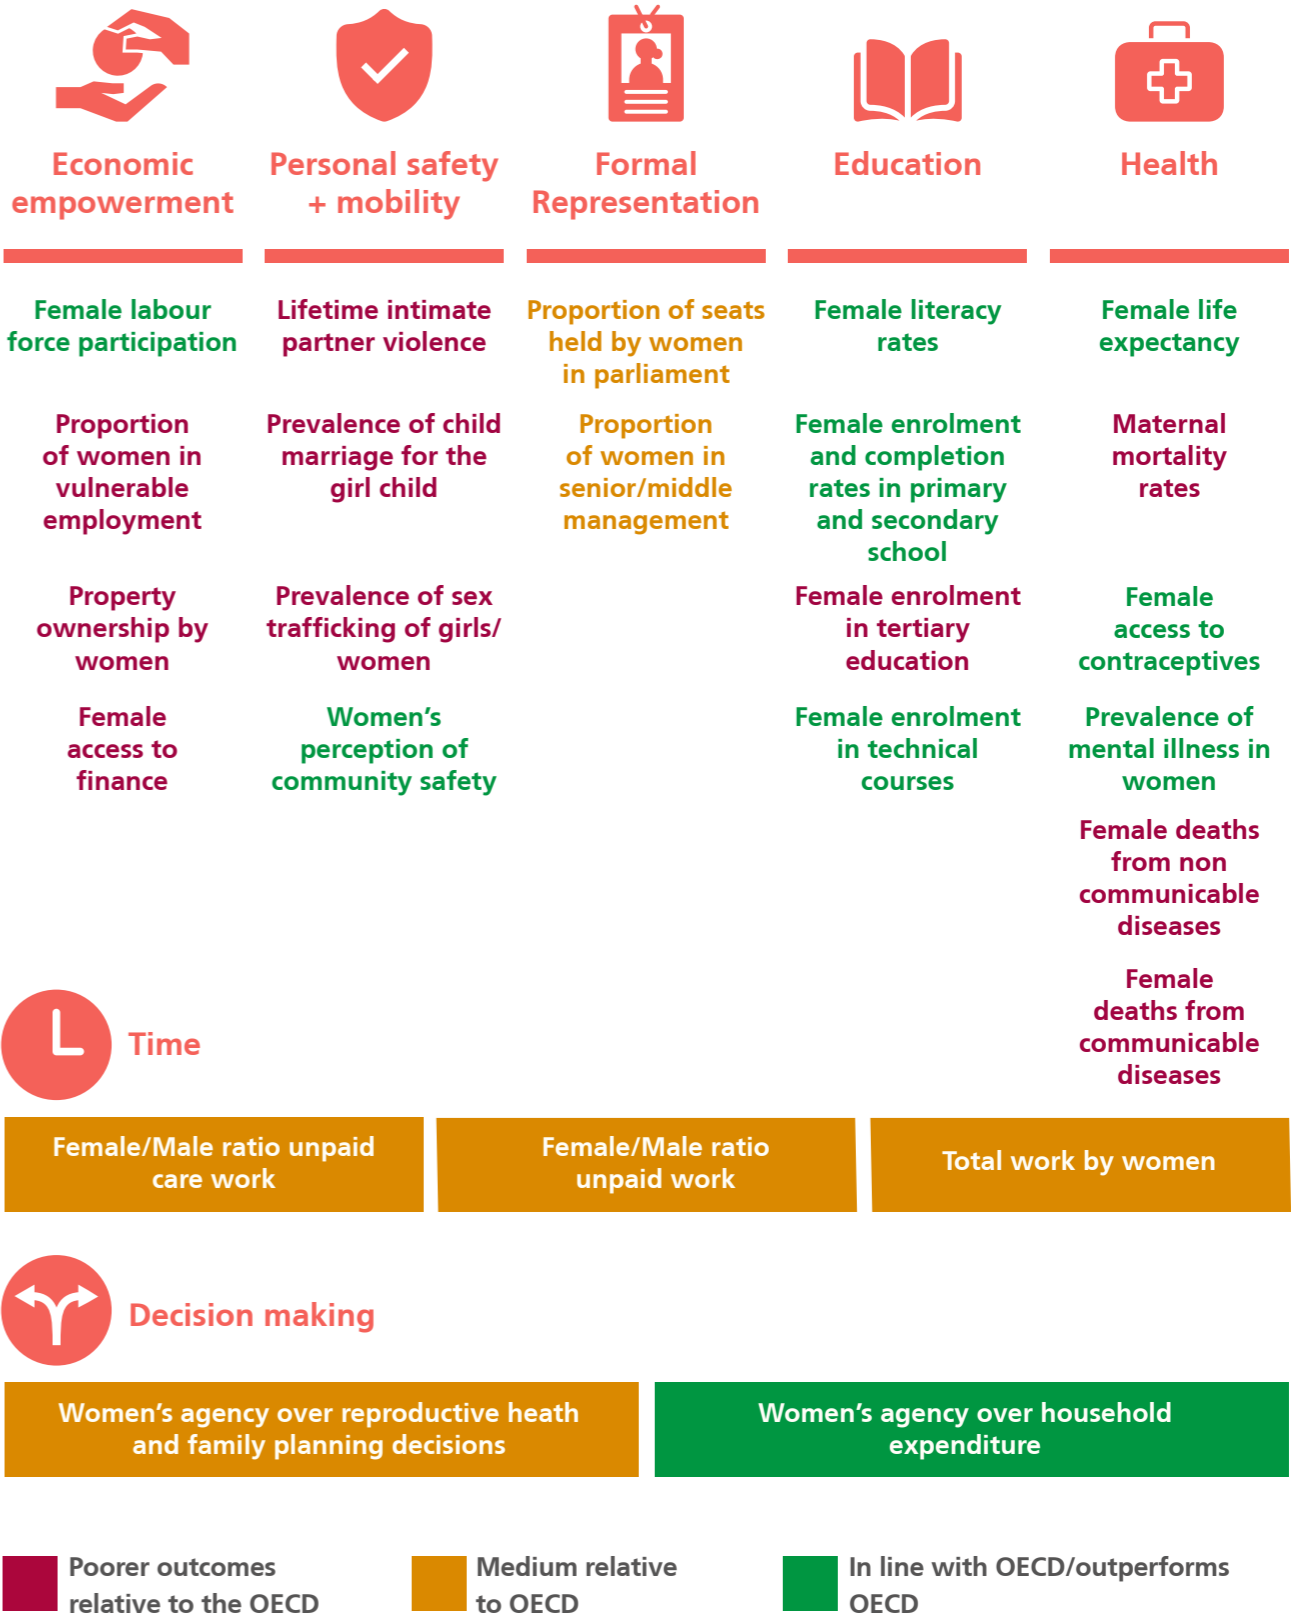 Economic
empowerment
Personal safety
+ mobility
Formal
Representation
Education
Health
Female labour
force participation
Proportion
of women in
vulnerable
employment
Property
ownership by
women
Female
access to
finance
Lifetime intimate
partner violence
Prevalence of child
marriage for the
girl child
Prevalence of sex
trafficking of girls/
women
Women's
perception of
community safety
Proportion of seats
held by women
in parliament
Proportion
of women in
senior/middle
management
Female literacy
rates
Female enrolment
and completion
rates in primary
and secondary
school
Female enrolment
in tertiary
education
Female enrolment
in technical
courses
Female life
expectancy
Maternal
mortality
rates
Female
access to
contraceptives
Prevalence of
mental illness in
women
Female deaths
from non
communicable
diseases
Female
deaths from
communicable
diseases
Time
Female/Male ratio unpaid
care work
Female/Male ratio
unpaid work
Total work by women
Decision making
Women's agency over reproductive heath
and family planning decisions
Women's agency over household
expenditure
Poorer outcomes
relative to the OECD
Medium relative
to OECD
In line with OECD/outperforms
OECD